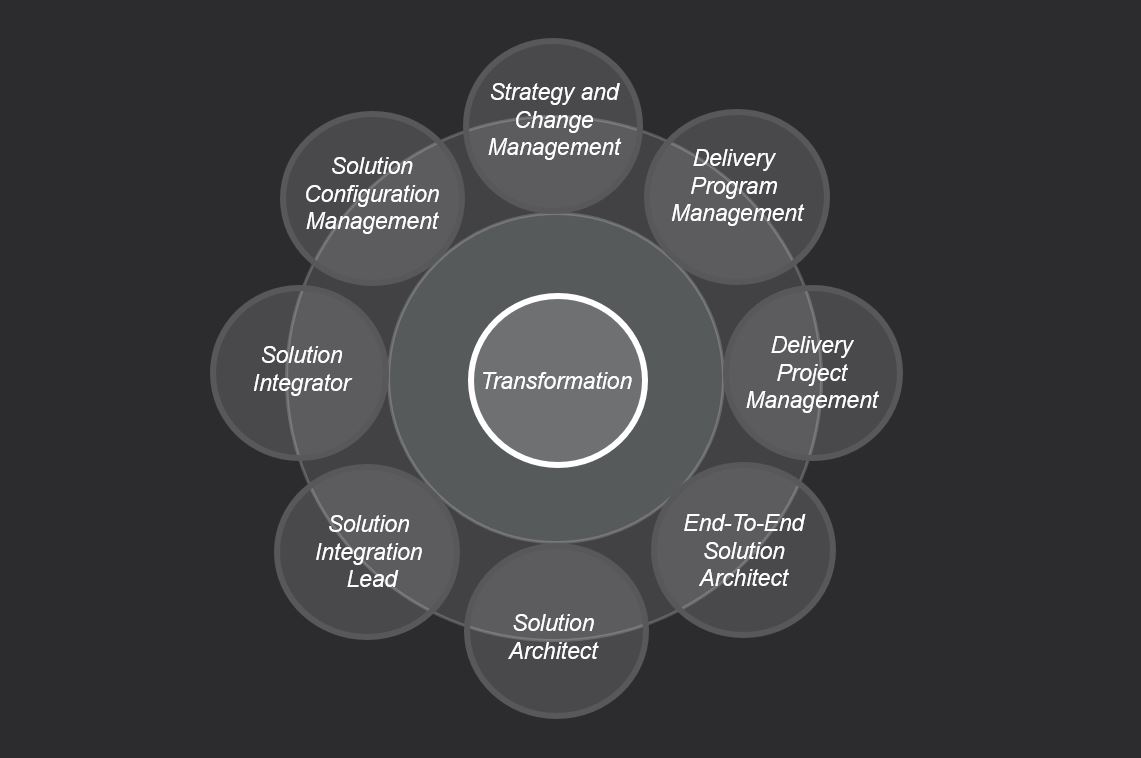 Strategy and
Change
Management
Delivery
Program
Management
Delivery
Project
Management
End-To-End
Solution
Architect
Solution
Architect
Solution
Integration
Lead
Solution
Integrator
Solution
Configuration
Management
Transformation